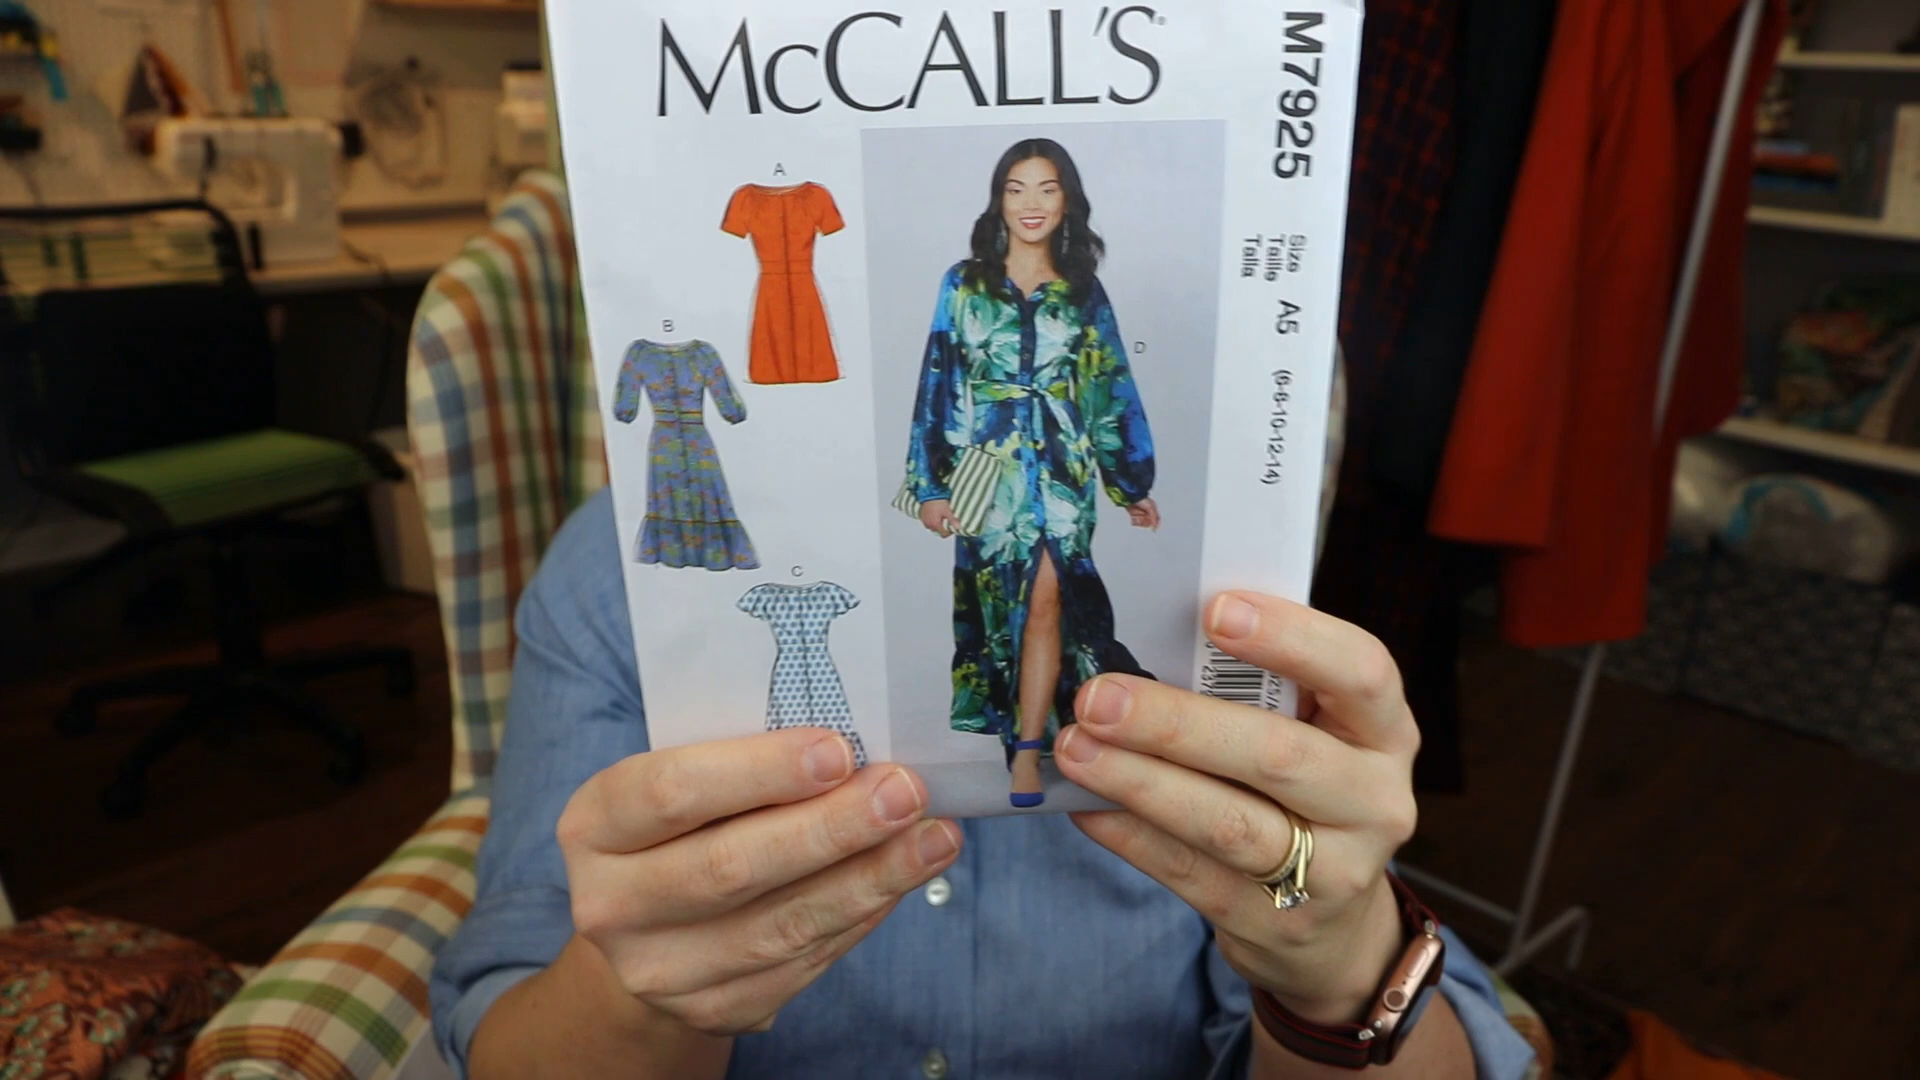 McCALL'S
M7925
A
B
C
D
Size
Taille
Talla
A5
(6-8-10-12-14)